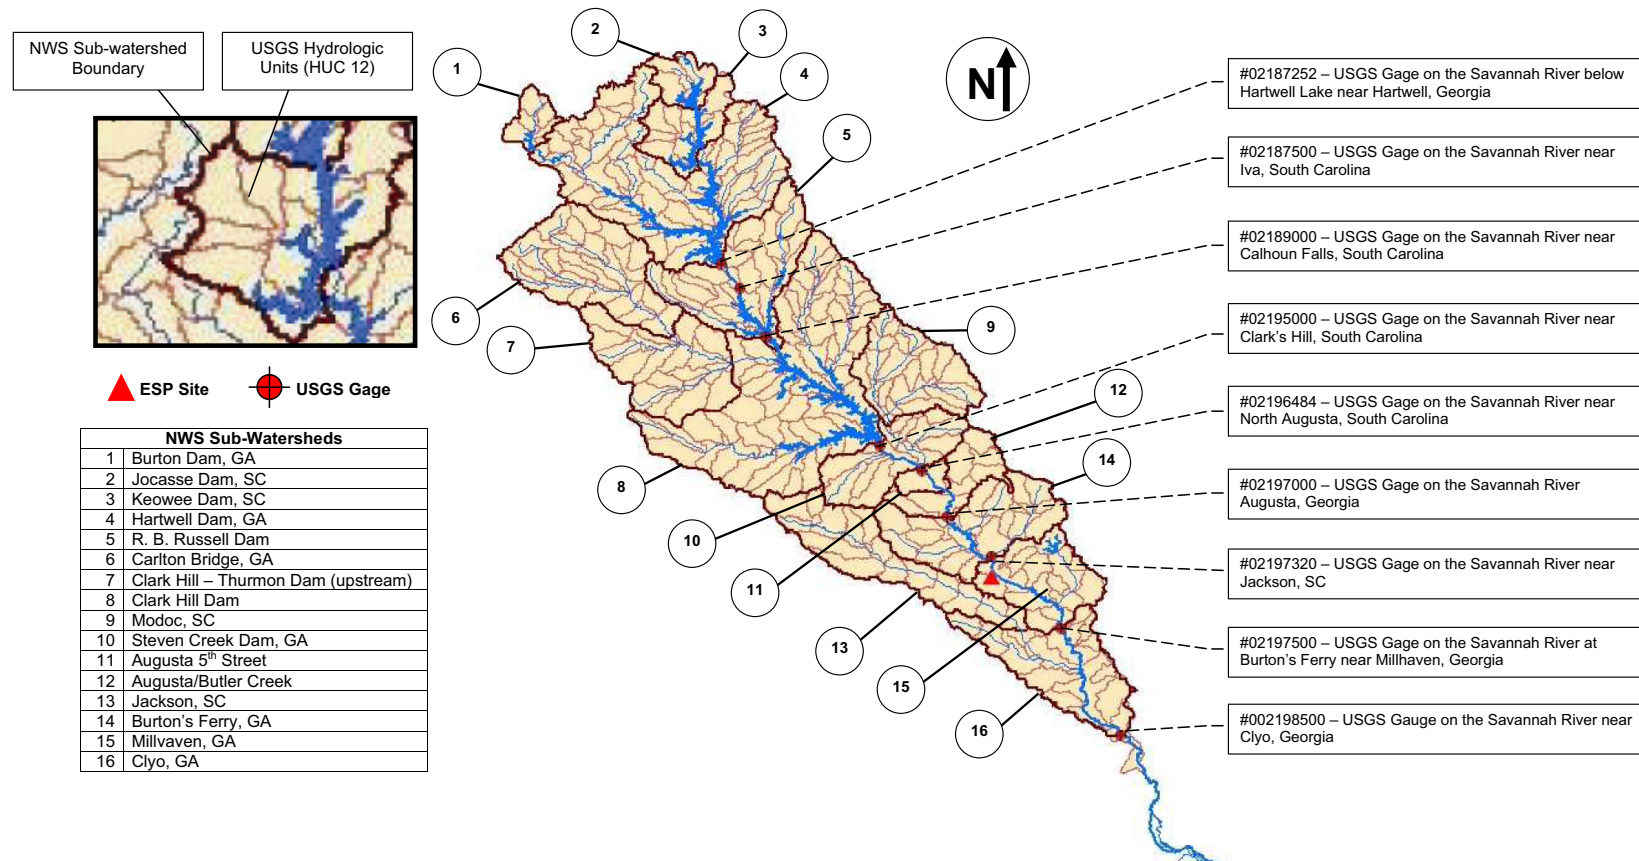 NWS Sub-watershed
Boundary
USGS Hydrologic
Units (HUC 12)
ESP Site
USGS Gage
NWS Sub-Watersheds
1 Burton Dam, GA
2 Jocasse Dam, SC
3 Keowee Dam, SC
4 Hartwell Dam, GA
5 R. B. Russell Dam
6 Carlton Bridge, GA
7 Clark Hill – Thurmon Dam (upstream)
8 Clark Hill Dam
9 Modoc, SC
10 Steven Creek Dam, GA
11 Augusta 5th Street
12 Augusta/Butler Creek
13 Jackson, SC
14 Burton's Ferry, GA
15 Millvaven, GA
16 Clyo, GA
1
2
3
4
5
6
7
8
9
10
11
12
13
14
15
16
N
#02187252 – USGS Gage on the Savannah River below
Hartwell Lake near Hartwell, Georgia
#02187500 – USGS Gage on the Savannah River near
Iva, South Carolina
#02189000 – USGS Gage on the Savannah River near
Calhoun Falls, South Carolina
#02195000 – USGS Gage on the Savannah River near
Clark's Hill, South Carolina
#02196484 – USGS Gage on the Savannah River near
North Augusta, South Carolina
#02197000 – USGS Gage on the Savannah River
Augusta, Georgia
#02197320 – USGS Gage on the Savannah River near
Jackson, SC
#02197500 – USGS Gage on the Savannah River at
Burton's Ferry near Millhaven, Georgia
#002198500 – USGS Gauge on the Savannah River near
Clyo, Georgia